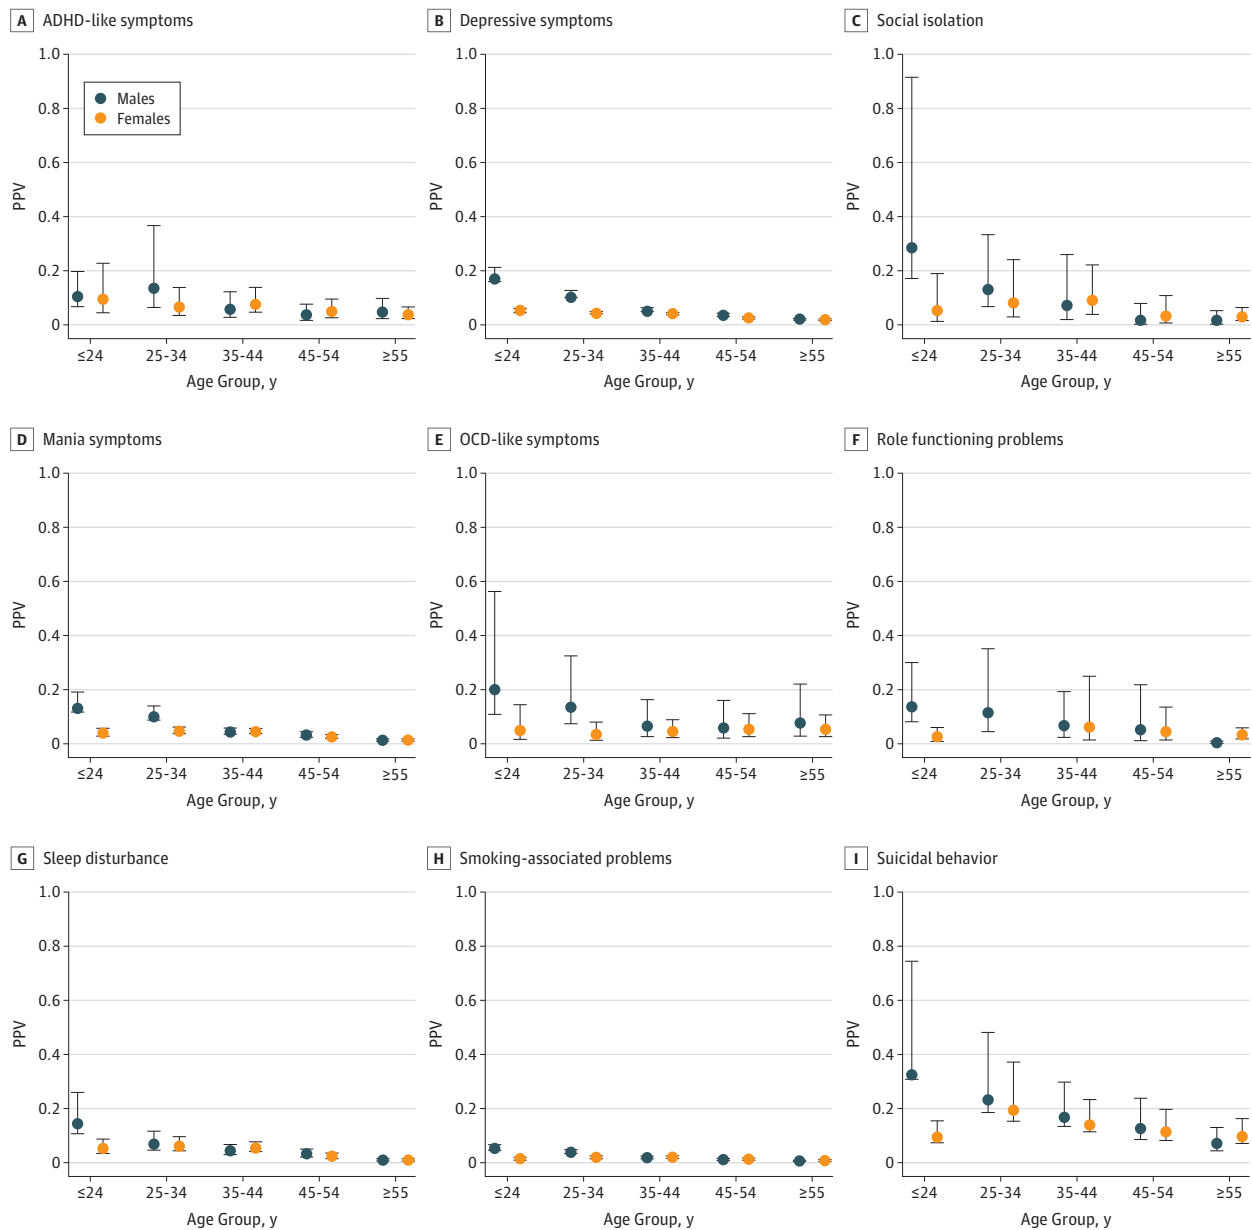 A ADHD-like symptoms
1.0
0.8
0.6
0.4
0.2
0
PPV
Males
Females
≤24 25-34 35-44 45-54 ≥55
Age Group, y
B Depressive symptoms
1.0
0.8
0.6
0.4
0.2
0
PPV
≤24 25-34 35-44 45-54 ≥55
Age Group, y
C Social isolation
1.0
0.8
0.6
0.4
0.2
0
PPV
≤24 25-34 35-44 45-54 ≥55
Age Group, y
D Mania symptoms
1.0
0.8
0.6
0.4
0.2
0
PPV
≤24 25-34 35-44 45-54 ≥55
Age Group, y
E OCD-like symptoms
1.0
0.8
0.6
0.4
0.2
0
PPV
≤24 25-34 35-44 45-54 ≥55
Age Group, y
F Role functioning problems
1.0
0.8
0.6
0.4
0.2
0
PPV
≤24 25-34 35-44 45-54 ≥55
Age Group, y
G Sleep disturbance
1.0
0.8
0.6
0.4
0.2
0
PPV
≤24 25-34 35-44 45-54 ≥55
Age Group, y
H Smoking-associated problems
1.0
0.8
0.6
0.4
0.2
0
PPV
≤24 25-34 35-44 45-54 ≥55
Age Group, y
I Suicidal behavior
1.0
0.8
0.6
0.4
0.2
0
PPV
≤24 25-34 35-44 45-54 ≥55
Age Group, y